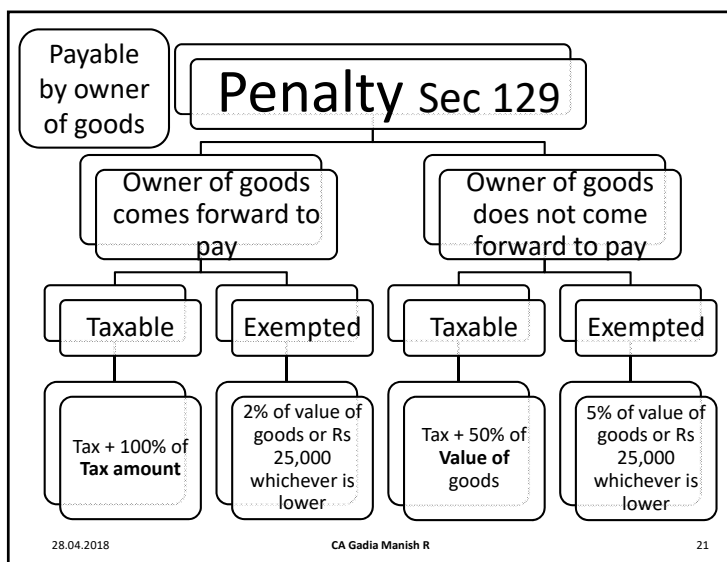 Payable
by owner
of goods
Penalty Sec 129
Owner of goods
comes forward to
pay
Owner of goods
does not come
forward to pay
Taxable
Exempted
Taxable
Exempted
Tax + 100% of
Tax amount
2% of value of
goods or Rs
25,000
whichever is
lower
Tax + 50% of
Value of
goods
5% of value of
goods or Rs
25,000
whichever is
lower
28.04.2018
CA Gadia Manish R
21